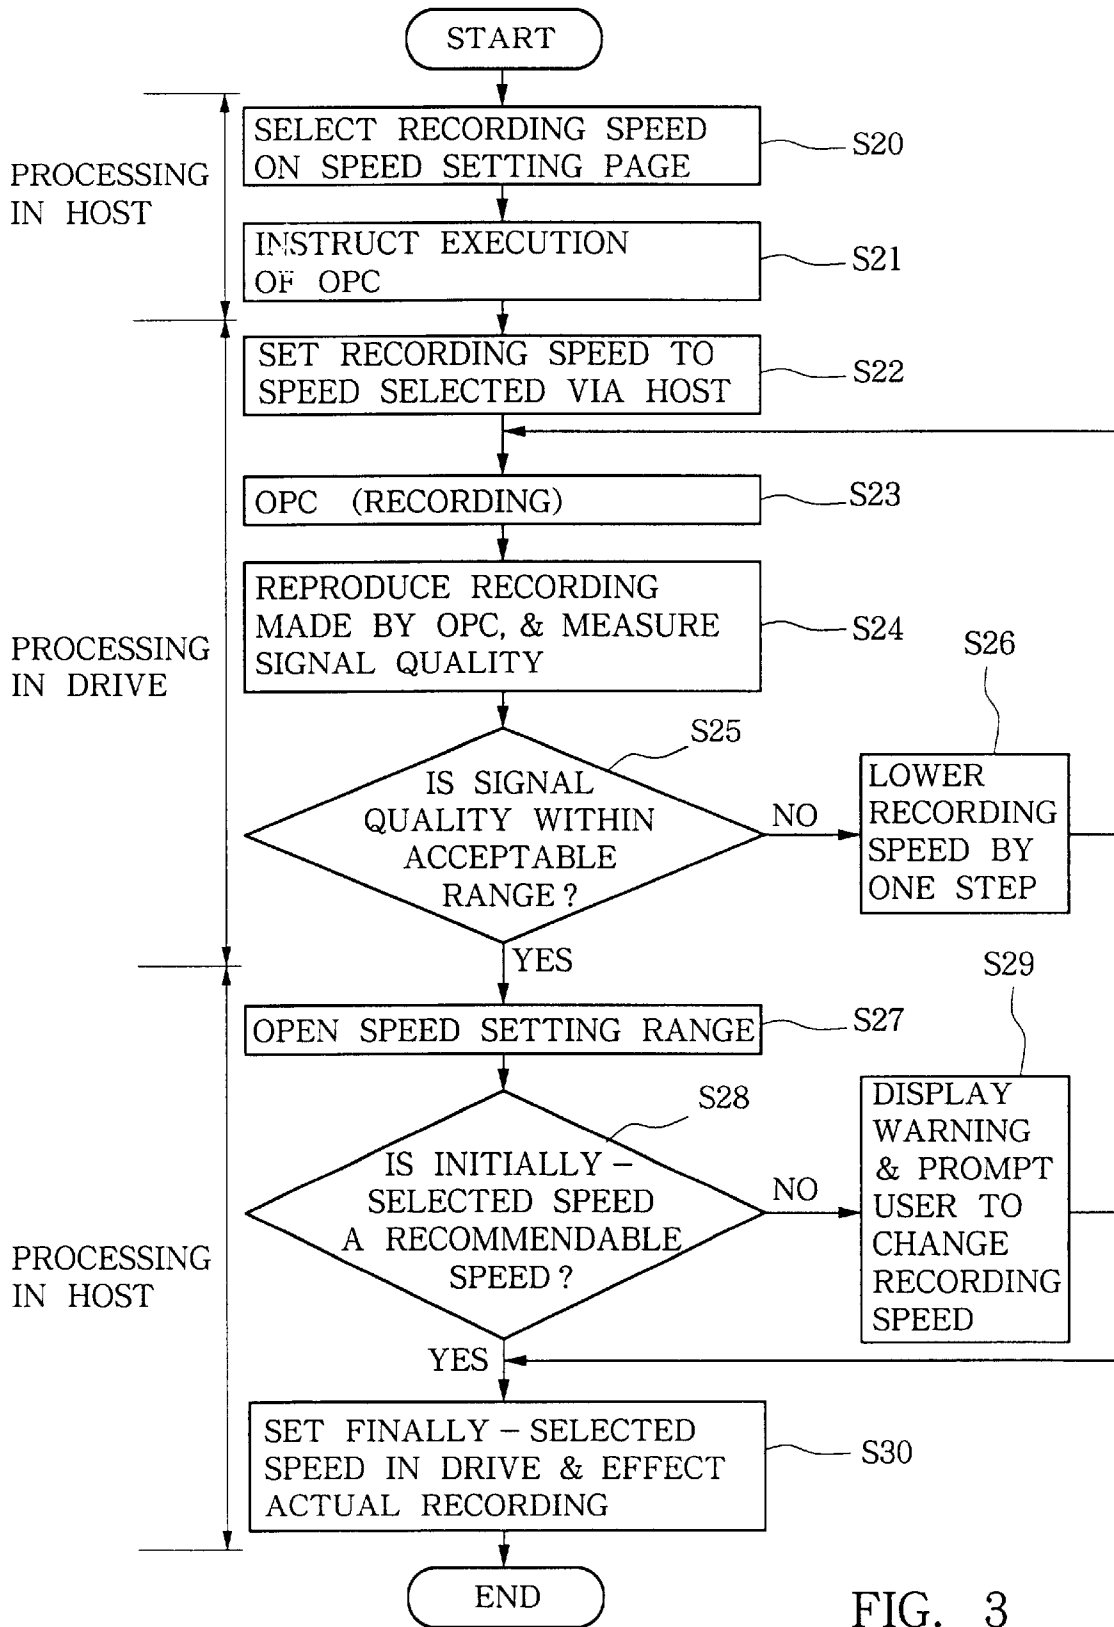 START
SELECT RECORDING SPEED
ON SPEED SETTING PAGE
S20
PROCESSING
IN HOST
INSTRUCT EXECUTION
OF OPC
S21
SET RECORDING SPEED TO
SPEED SELECTED VIA HOST
S22
OPC (RECORDING)
S23
REPRODUCE RECORDING
MADE BY OPC, & MEASURE
SIGNAL QUALITY
S24
PROCESSING
IN DRIVE
S25
IS SIGNAL
QUALITY WITHIN
ACCEPTABLE
RANGE?
NO
S26
LOWER
RECORDING
SPEED BY
ONE STEP
YES
OPEN SPEED SETTING RANGE
S27
S28
IS INITIALLY-
SELECTED SPEED
A RECOMMENDABLE
SPEED?
NO
S29
DISPLAY
WARNING
& PROMPT
USER TO
CHANGE
RECORDING
SPEED
PROCESSING
IN HOST
YES
SET FINALLY-SELECTED
SPEED IN DRIVE & EFFECT
ACTUAL RECORDING
S30
END
FIG. 3